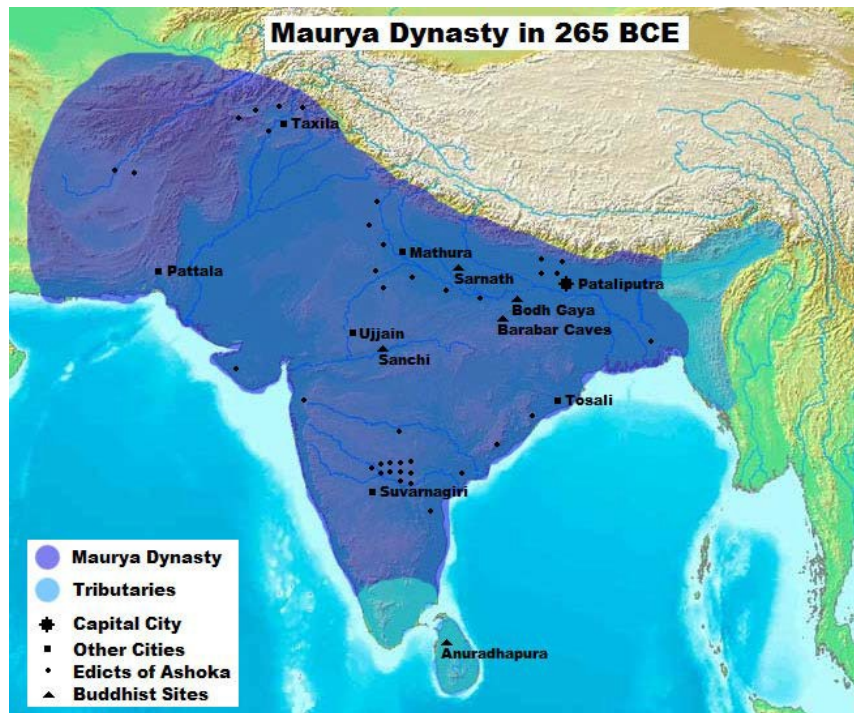 Maurya Dynasty in 265 BCE
Taxila
Mathura
Pattala
Sarnath
Pataliputra
Bodh Gaya
Barabar Caves
Ujjain
Sanchi
Tosali
Suvarnagiri
Anuradhapura
Maurya Dynasty
Tributaries
Capital City
Other Cities
Edicts of Ashoka
Buddhist Sites